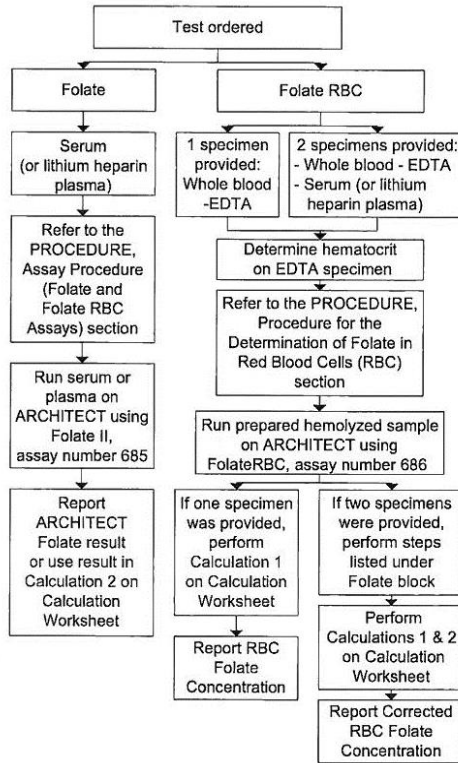 Test ordered
Folate
Folate RBC
Serum
(or lithium heparin
plasma)
1 specimen
provided:
Whole blood
-EDTA
2 specimens provided:
- Whole blood - EDTA
- Serum (or lithium
heparin plasma)
Determine hematocrit
on EDTA specimen
Refer to the
PROCEDURE,
Assay Procedure
(Folate and
Folate RBC
Assays) section
Refer to the PROCEDURE,
Procedure for the
Determination of Folate in
Red Blood Cells (RBC)
section
Run serum or
plasma on
ARCHITECT using
Folate II,
assay number 685
Run prepared hemolyzed sample
on ARCHITECT using
FolateRBC, assay number 686
Report
ARCHITECT
Folate result
or use result in
Calculation 2 on
Calculation
Worksheet
If one specimen
was provided,
perform
Calculation 1
on Calculation
Worksheet
Report RBC
Folate
Concentration
If two specimens
were provided,
perform steps
listed under
Folate block
Perform
Calculations 1 & 2
on Calculation
Worksheet
Report Corrected
RBC Folate
Concentration